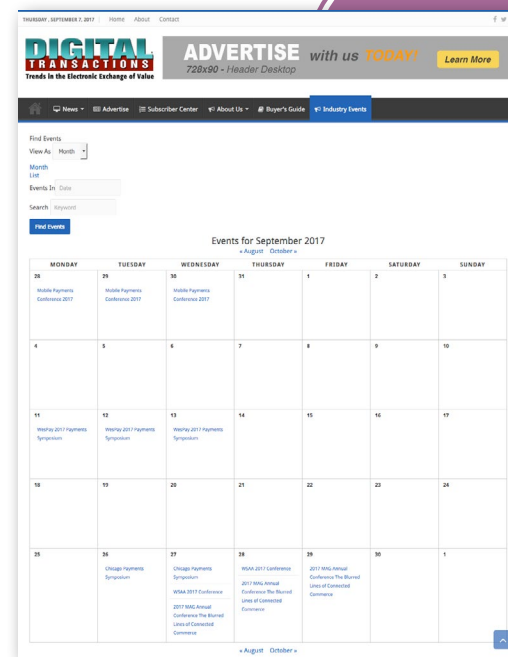 THURSDAY, SEPTEMBER 7, 2017 Home About Contact
DIGITAL
TRANSACTIONS
Trends in the Electronic Exchange of Value
ADVERTISE with us TODAY!
728x90 - Header Desktop
Learn More
News Advertise Subscriber Center About Us Buyer's Guide Industry Events
Find Events
View As Month
Month
List
Events In Date
Search Keyword
Find Events
Events for September 2017
« August October »
MONDAY TUESDAY WEDNESDAY THURSDAY FRIDAY SATURDAY SUNDAY
28 29 30 31 1 2 3
Mobile Payments Mobile Payments Mobile Payments
Conference 2017 Conference 2017 Conference 2017
4 5 6 7 8 9 10
11 12 13 14 15 16 17
WesPay 2017 Payments WesPay 2017 Payments WesPay 2017 Payments
Symposium Symposium Symposium
18 19 20 21 22 23 24
25 26 27 28 29 30 1
Chicago Payments Chicago Payments WSAA 2017 Conference 2017 MAG Annual
Symposium Symposium 2017 MAG Annual Conference The Blurred
WSAA 2017 Conference Conference The Blurred Lines of Connected
2017 MAG Annual Lines of Connected Commerce
Conference The Blurred Commerce
Lines of Connected
Commerce
« August October »